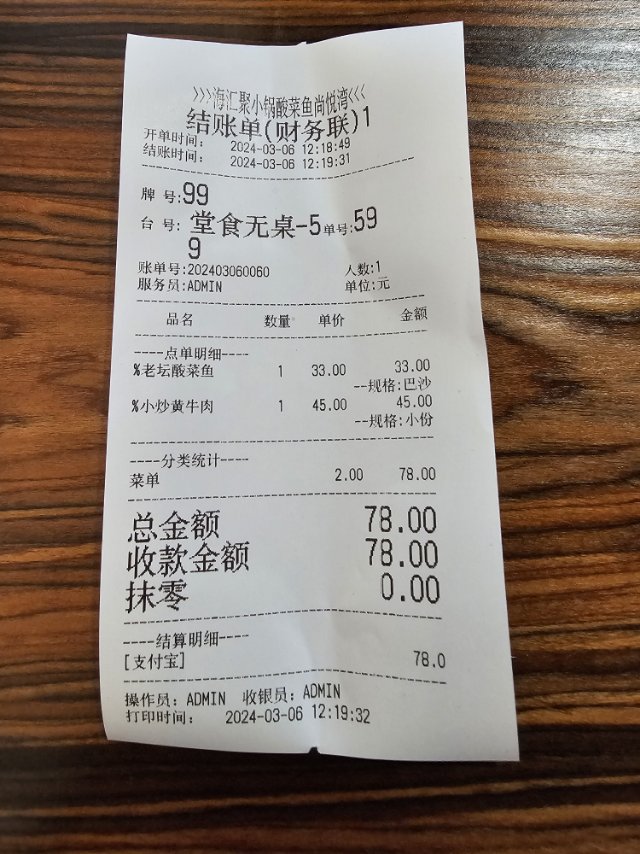 >>>海汇聚小锅酸菜鱼尚悦湾<<<
结账单(财务联)1
开单时间: 2024-03-06 12:18:49
结账时间: 2024-03-06 12:19:31
牌 号:99
台 号: 堂食无桌-5单号:59
9
账单号:202403060060 人数:1
服务员:ADMIN 单位:元
品名 数量 单价 金额
----点单明细----
%老坛酸菜鱼 1 33.00 33.00
--规格:巴沙
%小炒黄牛肉 1 45.00 45.00
--规格:小份
----分类统计----
菜单 2.00 78.00
总金额 78.00
收款金额 78.00
抹零 0.00
----结算明细----
[支付宝] 78.0
操作员: ADMIN 收银员: ADMIN
打印时间: 2024-03-06 12:19:32